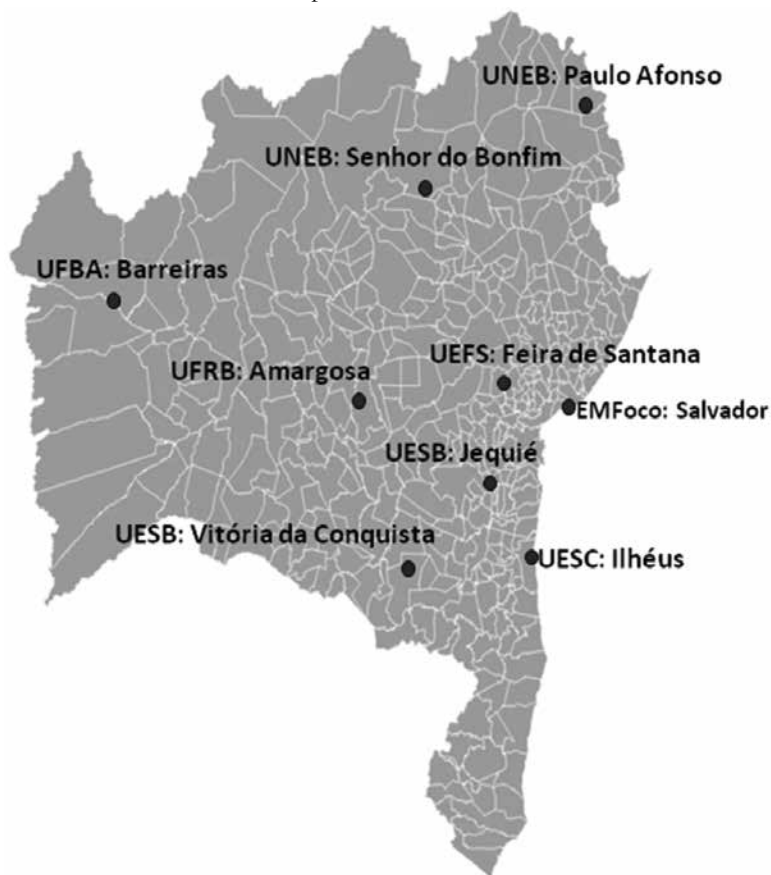 UNEB: Paulo Afonso
UNEB: Senhor do Bonfim
UFBA: Barreiras
UEFS: Feira de Santana
UFRB: Amargosa
EMFoco: Salvador
UESB: Jequié
UESB: Vitória da Conquista
UESC: Ilhéus